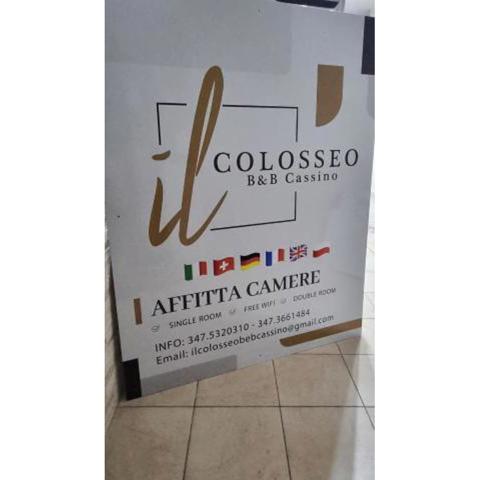 il COLOSSEO
B&B Cassino
AFFITTA CAMERE
SINGLE ROOM FREE WIFI DOUBLE ROOM
INFO: 347.5320310 - 347.3661484
Email: ilcolosseobebcassino@gmail.com